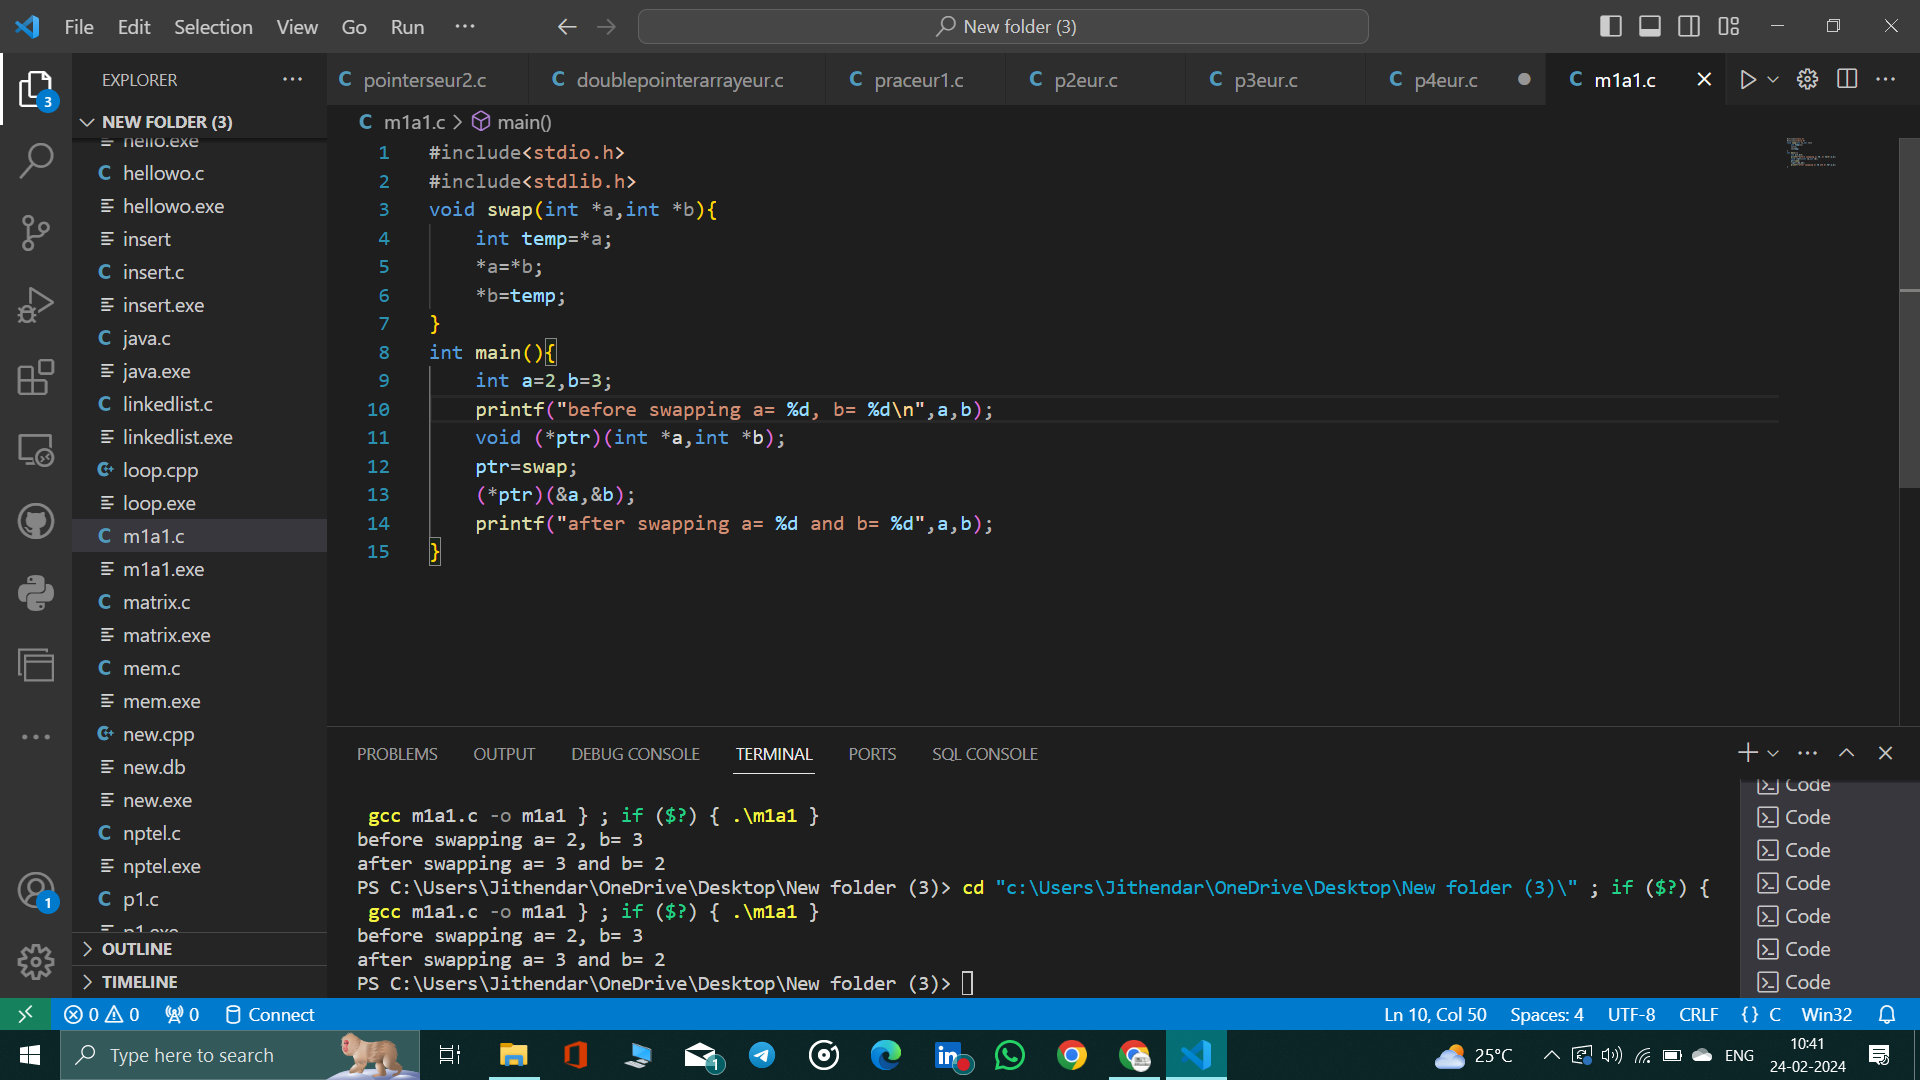 File Edit Selection View Go Run ··· New folder (3)
EXPLORER ···
pointerseur2.c doublepointerarrayeur.c praceur1.c p2eur.c p3eur.c p4eur.c m1a1.c
NEW FOLDER (3)
m1a1.c > main()
hello.exe
hellowo.c
hellowo.exe
insert
insert.c
insert.exe
java.c
java.exe
linkedlist.c
linkedlist.exe
loop.cpp
loop.exe
m1a1.c
m1a1.exe
matrix.c
matrix.exe
mem.c
mem.exe
new.cpp
new.db
new.exe
nptel.c
nptel.exe
p1.c
p1.exe
OUTLINE
TIMELINE
1 #include<stdio.h>
2 #include<stdlib.h>
3 void swap(int *a,int *b){
4 int temp=*a;
5 *a=*b;
6 *b=temp;
7 }
8 int main(){
9 int a=2,b=3;
10 printf("before swapping a= %d, b= %d\n",a,b);
11 void (*ptr)(int *a,int *b);
12 ptr=swap;
13 (*ptr)(&a,&b);
14 printf("after swapping a= %d and b= %d",a,b);
15 }
PROBLEMS OUTPUT DEBUG CONSOLE TERMINAL PORTS SQL CONSOLE
gcc m1a1.c -o m1a1 } ; if ($?) { .\m1a1 }
before swapping a= 2, b= 3
after swapping a= 3 and b= 2
PS C:\Users\Jithendar\OneDrive\Desktop\New folder (3)> cd "c:\Users\Jithendar\OneDrive\Desktop\New folder (3)\" ; if ($?) {
gcc m1a1.c -o m1a1 } ; if ($?) { .\m1a1 }
before swapping a= 2, b= 3
after swapping a= 3 and b= 2
PS C:\Users\Jithendar\OneDrive\Desktop\New folder (3)>
Code
Code
Code
Code
Code
Code
Code
3
1
0 0 0 Connect Ln 10, Col 50 Spaces: 4 UTF-8 CRLF {} C Win32
Type here to search 1 25°C ENG 10:41
24-02-2024